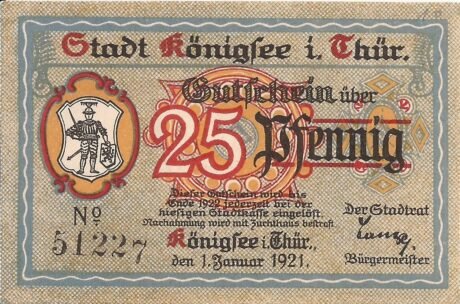 Stadt Königsee i. Thür.
Gutschein über
25 Pfennig
Dieser Gutschein wird bis
Ende 1922 jederzeit bei der
hiesigen Stadtkasse eingelöst.
Nachahmung wird mit Zuchthaus bestraft
Königsee i. Thür.,
den 1. Januar 1921.
№
51227
Der Stadtrat
Bürgermeister